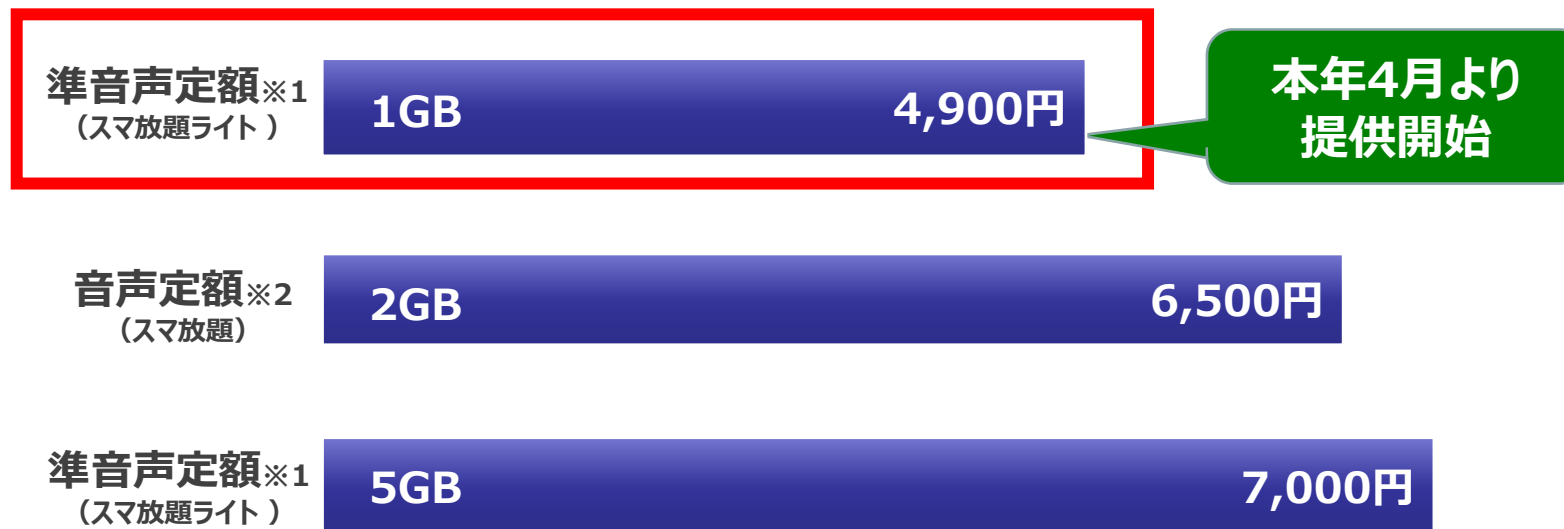 準音声定額※1
（スマ放題ライト ）
1GB
4,900円
本年4月より
提供開始
音声定額※2
（スマ放題）
2GB
6,500円
準音声定額※1
（スマ放題ライト ）
5GB
7,000円